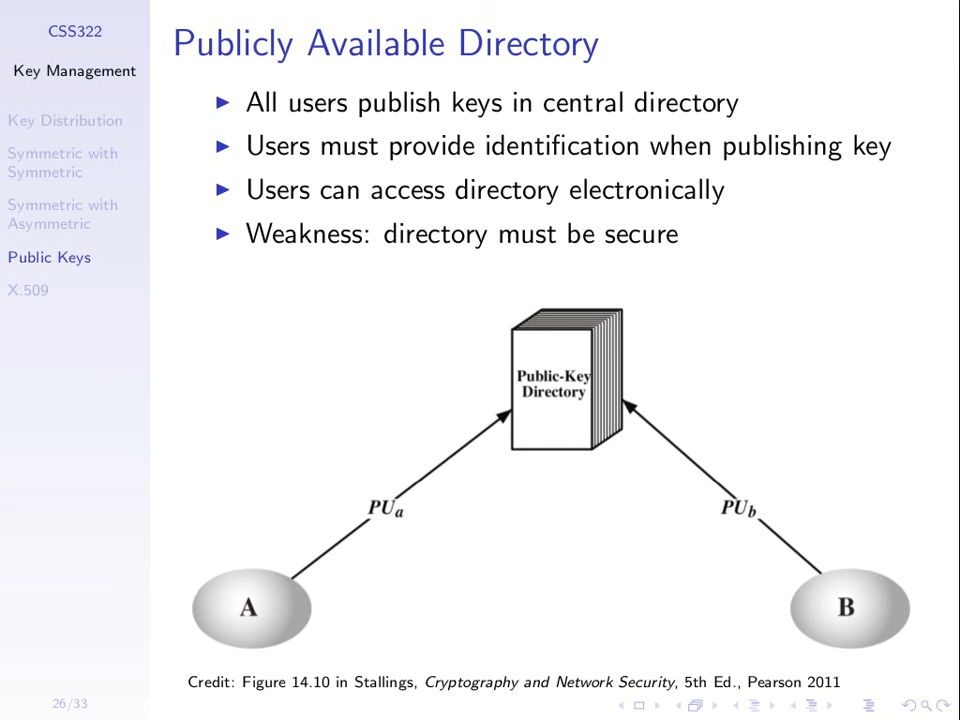 CSS322
Key Management
Key Distribution
Symmetric with
Symmetric
Symmetric with
Asymmetric
Public Keys
X.509
26/33
Publicly Available Directory
All users publish keys in central directory
Users must provide identification when publishing key
Users can access directory electronically
Weakness: directory must be secure
Public-Key
Directory
PUa
PUb
A
B
Credit: Figure 14.10 in Stallings, Cryptography and Network Security, 5th Ed., Pearson 2011